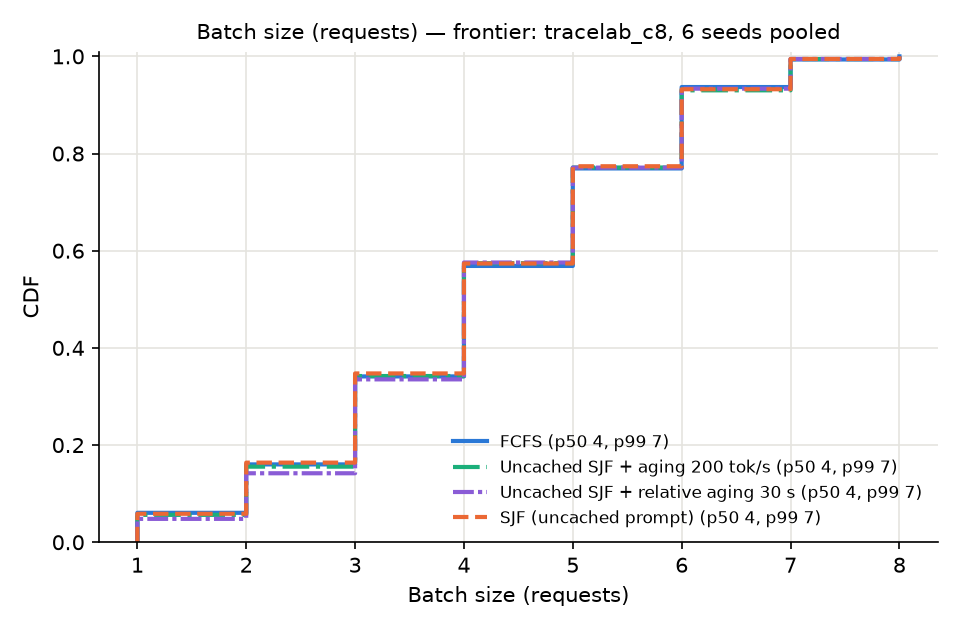 Batch size (requests) — frontier: tracelab_c8, 6 seeds pooled
1.0
0.8
0.6
0.4
0.2
0.0
CDF
FCFS (p50 4, p99 7)
Uncached SJF + aging 200 tok/s (p50 4, p99 7)
Uncached SJF + relative aging 30 s (p50 4, p99 7)
SJF (uncached prompt) (p50 4, p99 7)
1 2 3 4 5 6 7 8
Batch size (requests)